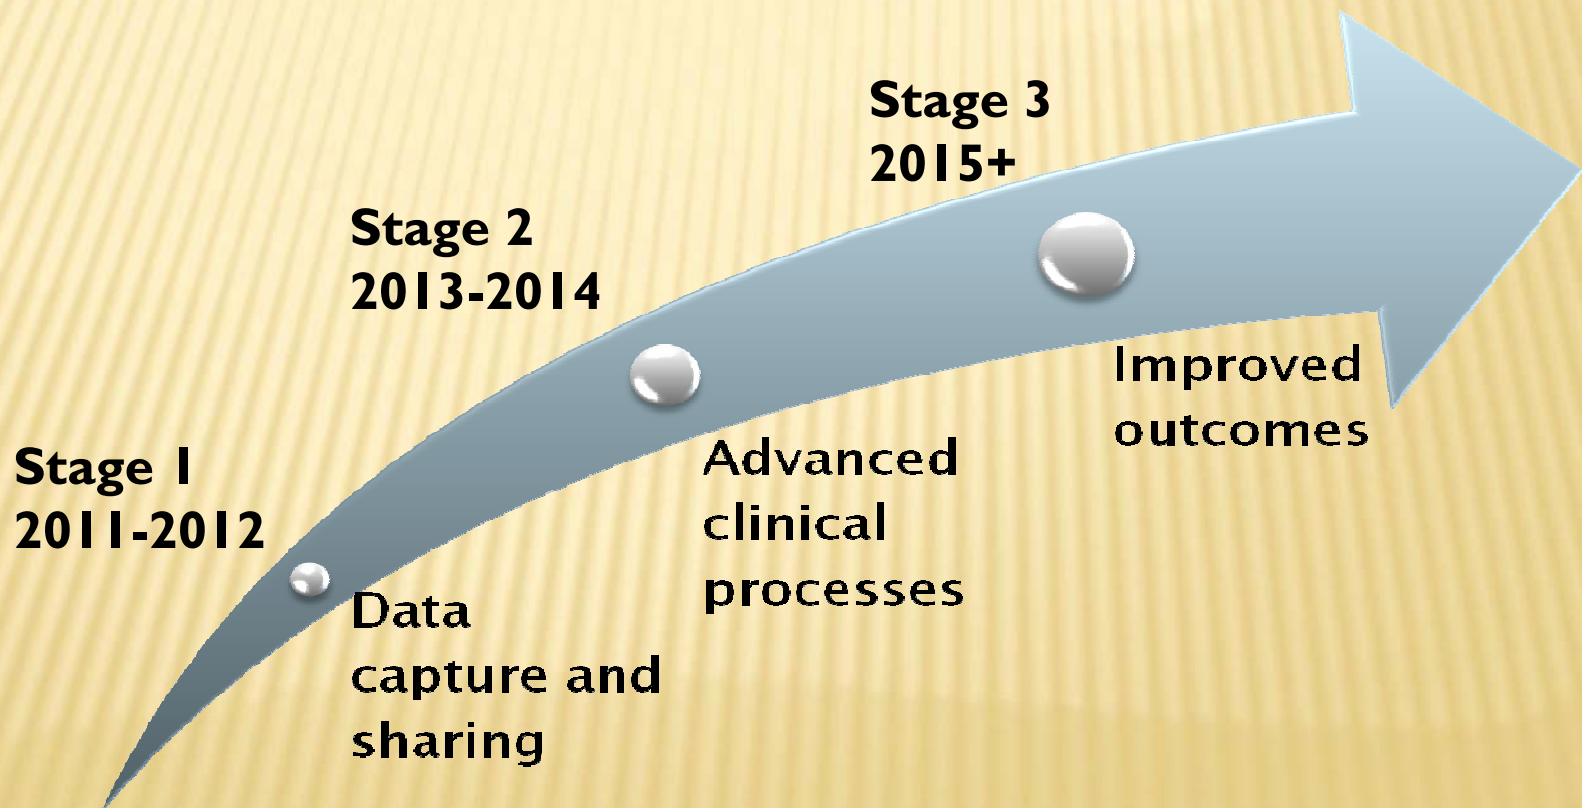 Stage 1
2011-2012
Data
capture and
sharing
Stage 2
2013-2014
Advanced
clinical
processes
Stage 3
2015+
Improved
outcomes